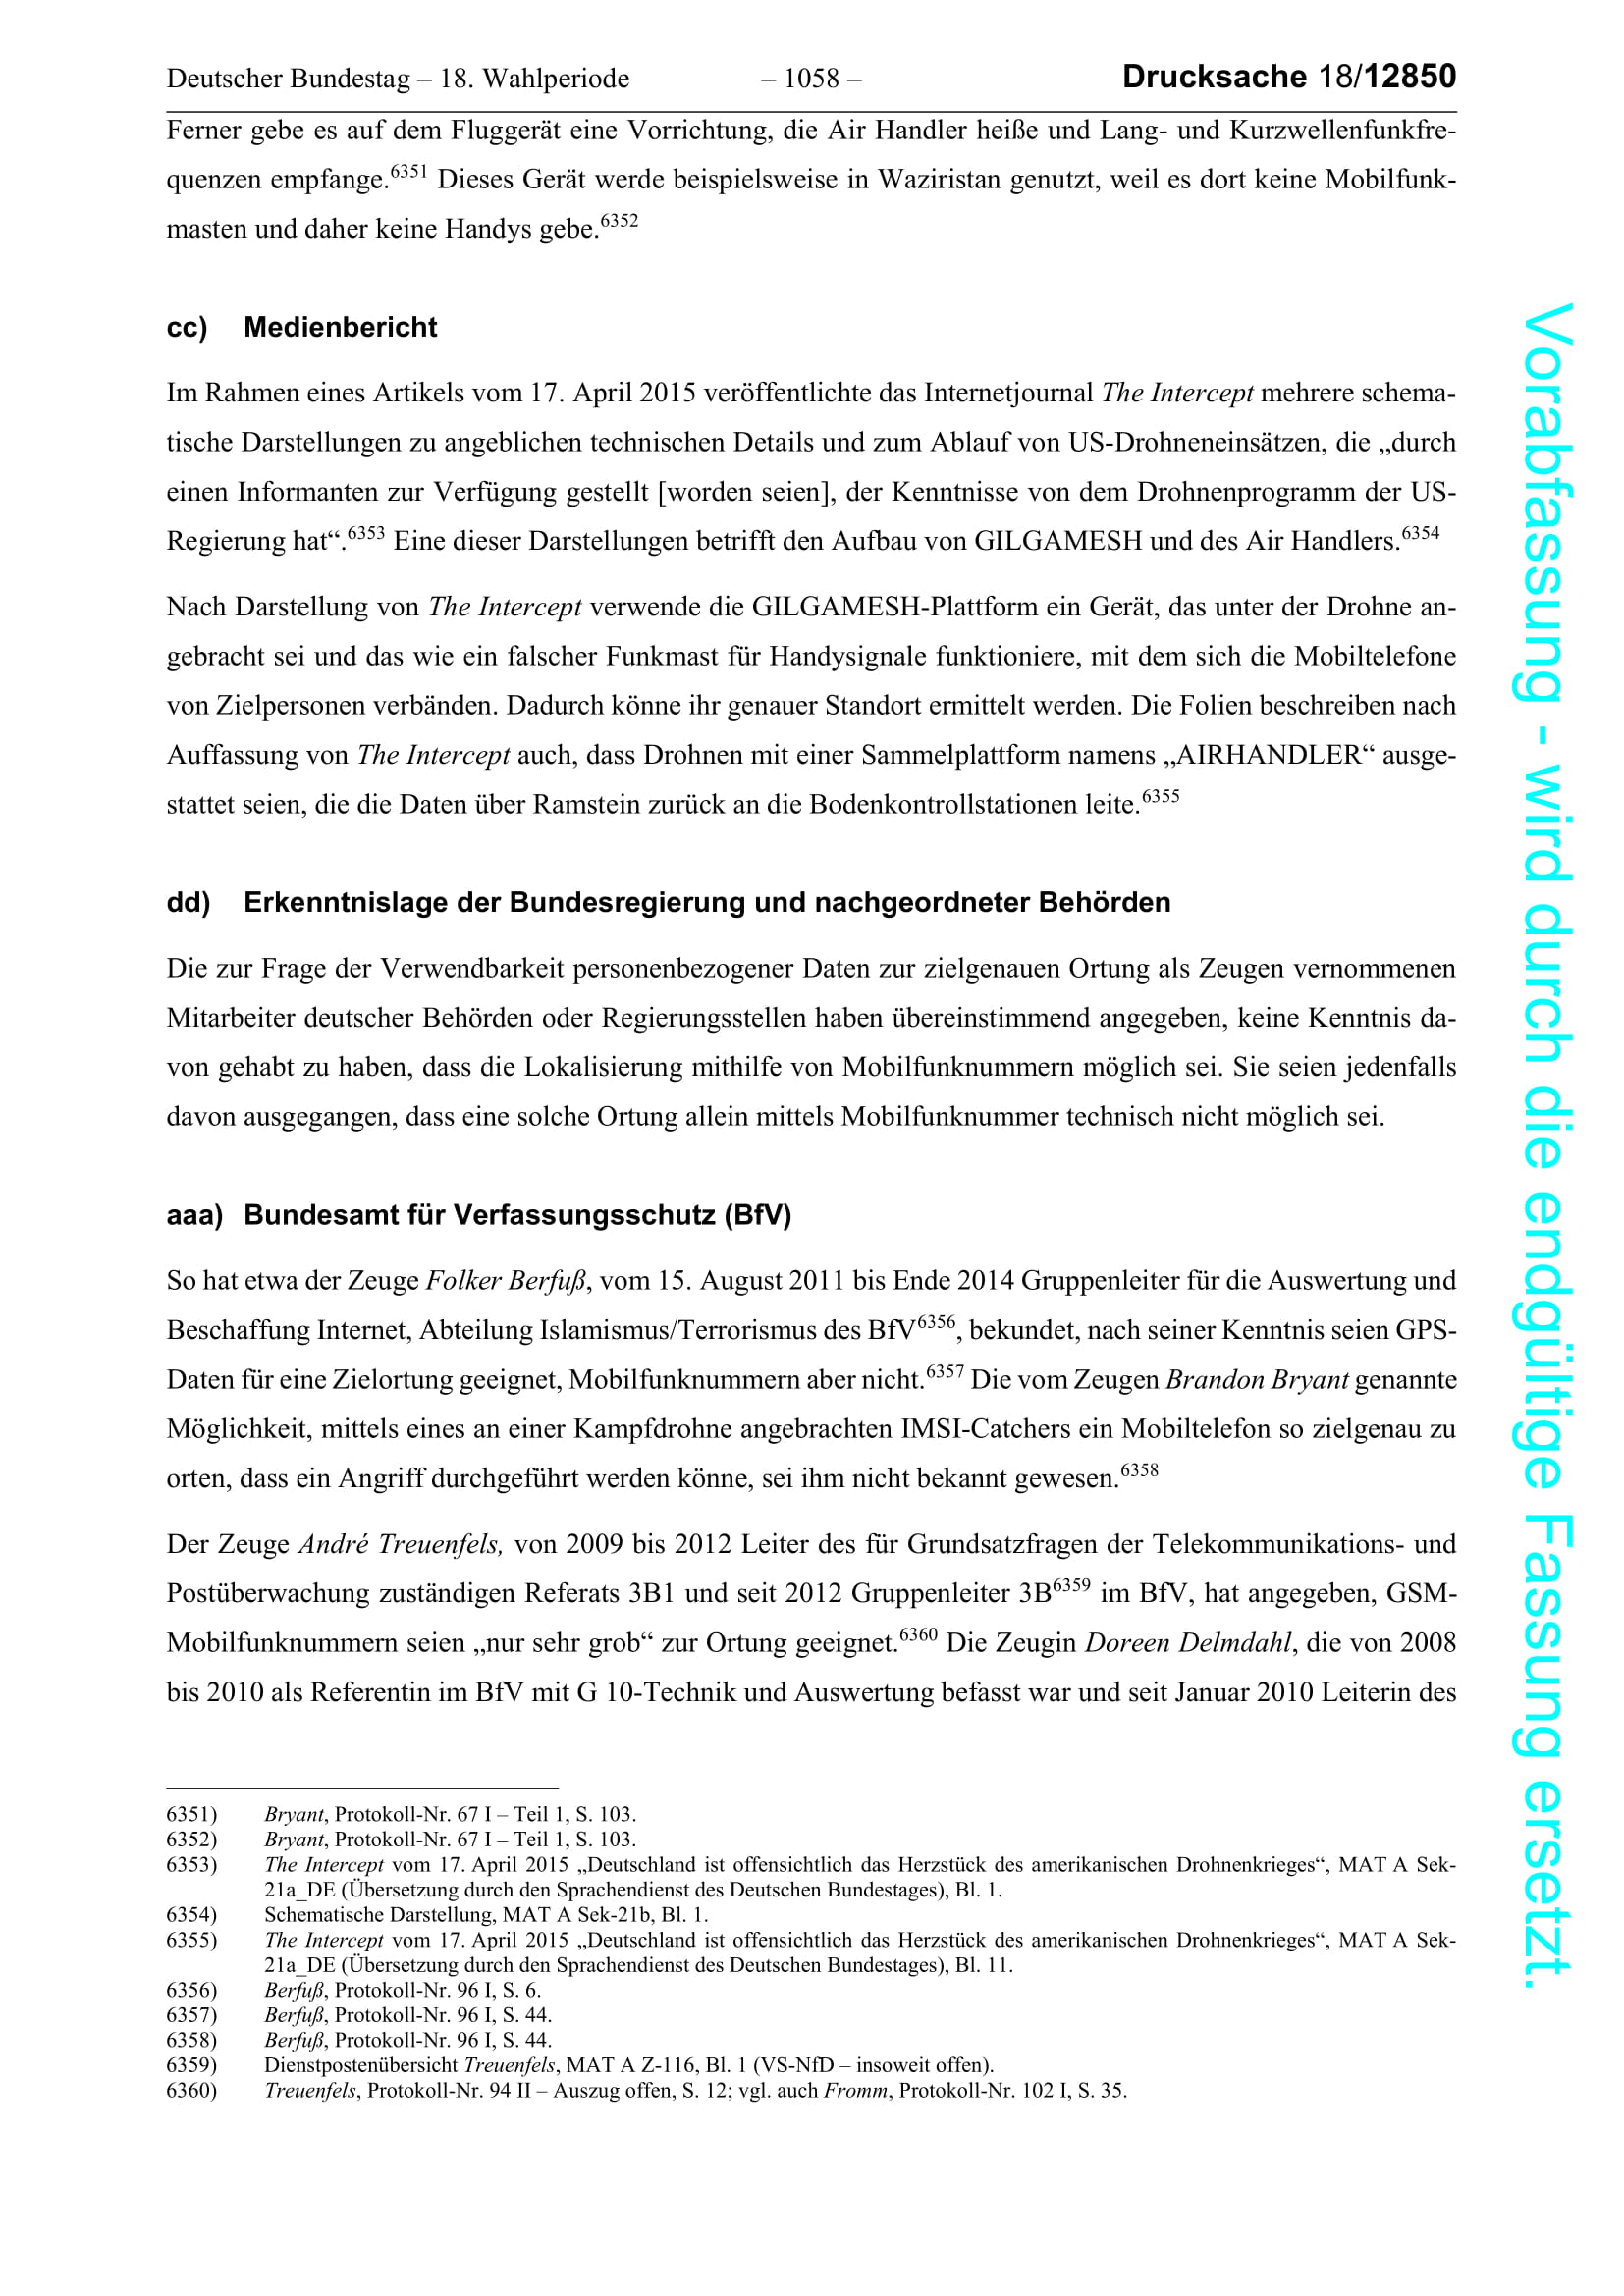 Deutscher Bundestag – 18. Wahlperiode – 1058 – Drucksache 18/12850
Ferner gebe es auf dem Fluggerät eine Vorrichtung, die Air Handler heiße und Lang- und Kurzwellenfunkfre-
quenzen empfange.6351 Dieses Gerät werde beispielsweise in Waziristan genutzt, weil es dort keine Mobilfunk-
masten und daher keine Handys gebe.6352
cc) Medienbericht
Im Rahmen eines Artikels vom 17. April 2015 veröffentlichte das Internetjournal The Intercept mehrere schema-
tische Darstellungen zu angeblichen technischen Details und zum Ablauf von US-Drohneneinsätzen, die „durch
einen Informanten zur Verfügung gestellt [worden seien], der Kenntnisse von dem Drohnenprogramm der US-
Regierung hat“.6353 Eine dieser Darstellungen betrifft den Aufbau von GILGAMESH und des Air Handlers.6354
Nach Darstellung von The Intercept verwende die GILGAMESH-Plattform ein Gerät, das unter der Drohne an-
gebracht sei und das wie ein falscher Funkmast für Handysignale funktioniere, mit dem sich die Mobiltelefone
von Zielpersonen verbänden. Dadurch könne ihr genauer Standort ermittelt werden. Die Folien beschreiben nach
Auffassung von The Intercept auch, dass Drohnen mit einer Sammelplattform namens „AIRHANDLER“ ausge-
stattet seien, die die Daten über Ramstein zurück an die Bodenkontrollstationen leite.6355
dd) Erkenntnislage der Bundesregierung und nachgeordneter Behörden
Die zur Frage der Verwendbarkeit personenbezogener Daten zur zielgenauen Ortung als Zeugen vernommenen
Mitarbeiter deutscher Behörden oder Regierungsstellen haben übereinstimmend angegeben, keine Kenntnis da-
von gehabt zu haben, dass die Lokalisierung mithilfe von Mobilfunknummern möglich sei. Sie seien jedenfalls
davon ausgegangen, dass eine solche Ortung allein mittels Mobilfunknummer technisch nicht möglich sei.
aaa) Bundesamt für Verfassungsschutz (BfV)
So hat etwa der Zeuge Folker Berfuß, vom 15. August 2011 bis Ende 2014 Gruppenleiter für die Auswertung und
Beschaffung Internet, Abteilung Islamismus/Terrorismus des BfV6356, bekundet, nach seiner Kenntnis seien GPS-
Daten für eine Zielortung geeignet, Mobilfunknummern aber nicht.6357 Die vom Zeugen Brandon Bryant genannte
Möglichkeit, mittels eines an einer Kampfdrohne angebrachten IMSI-Catchers ein Mobiltelefon so zielgenau zu
orten, dass ein Angriff durchgeführt werden könne, sei ihm nicht bekannt gewesen.6358
Der Zeuge André Treuenfels, von 2009 bis 2012 Leiter des für Grundsatzfragen der Telekommunikations- und
Postüberwachung zuständigen Referats 3B1 und seit 2012 Gruppenleiter 3B6359 im BfV, hat angegeben, GSM-
Mobilfunknummern seien „nur sehr grob“ zur Ortung geeignet.6360 Die Zeugin Doreen Delmdahl, die von 2008
bis 2010 als Referentin im BfV mit G 10-Technik und Auswertung befasst war und seit Januar 2010 Leiterin des
6351) Bryant, Protokoll-Nr. 67 I – Teil 1, S. 103.
6352) Bryant, Protokoll-Nr. 67 I – Teil 1, S. 103.
6353) The Intercept vom 17. April 2015 „Deutschland ist offensichtlich das Herzstück des amerikanischen Drohnenkrieges“, MAT A Sek-
21a_DE (Übersetzung durch den Sprachendienst des Deutschen Bundestages), Bl. 1.
6354) Schematische Darstellung, MAT A Sek-21b, Bl. 1.
6355) The Intercept vom 17. April 2015 „Deutschland ist offensichtlich das Herzstück des amerikanischen Drohnenkrieges“, MAT A Sek-
21a_DE (Übersetzung durch den Sprachendienst des Deutschen Bundestages), Bl. 11.
6356) Berfuß, Protokoll-Nr. 96 I, S. 6.
6357) Berfuß, Protokoll-Nr. 96 I, S. 44.
6358) Berfuß, Protokoll-Nr. 96 I, S. 44.
6359) Dienstpostenübersicht Treuenfels, MAT A Z-116, Bl. 1 (VS-NfD – insoweit offen).
6360) Treuenfels, Protokoll-Nr. 94 II – Auszug offen, S. 12; vgl. auch Fromm, Protokoll-Nr. 102 I, S. 35.
Vorabfassung - wird durch die endgültige Fassung ersetzt.